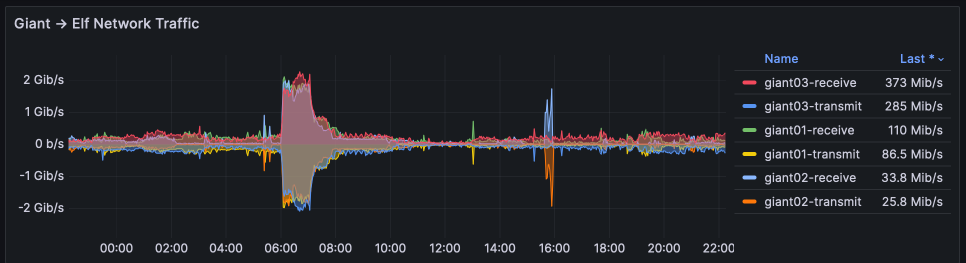 Giant → Elf Network Traffic
Name Last *
2 Gib/s
1 Gib/s
0 b/s
-1 Gib/s
-2 Gib/s
00:00 02:00 04:00 06:00 08:00 10:00 12:00 14:00 16:00 18:00 20:00 22:00
giant03-receive 373 Mib/s
giant03-transmit 285 Mib/s
giant01-receive 110 Mib/s
giant01-transmit 86.5 Mib/s
giant02-receive 33.8 Mib/s
giant02-transmit 25.8 Mib/s